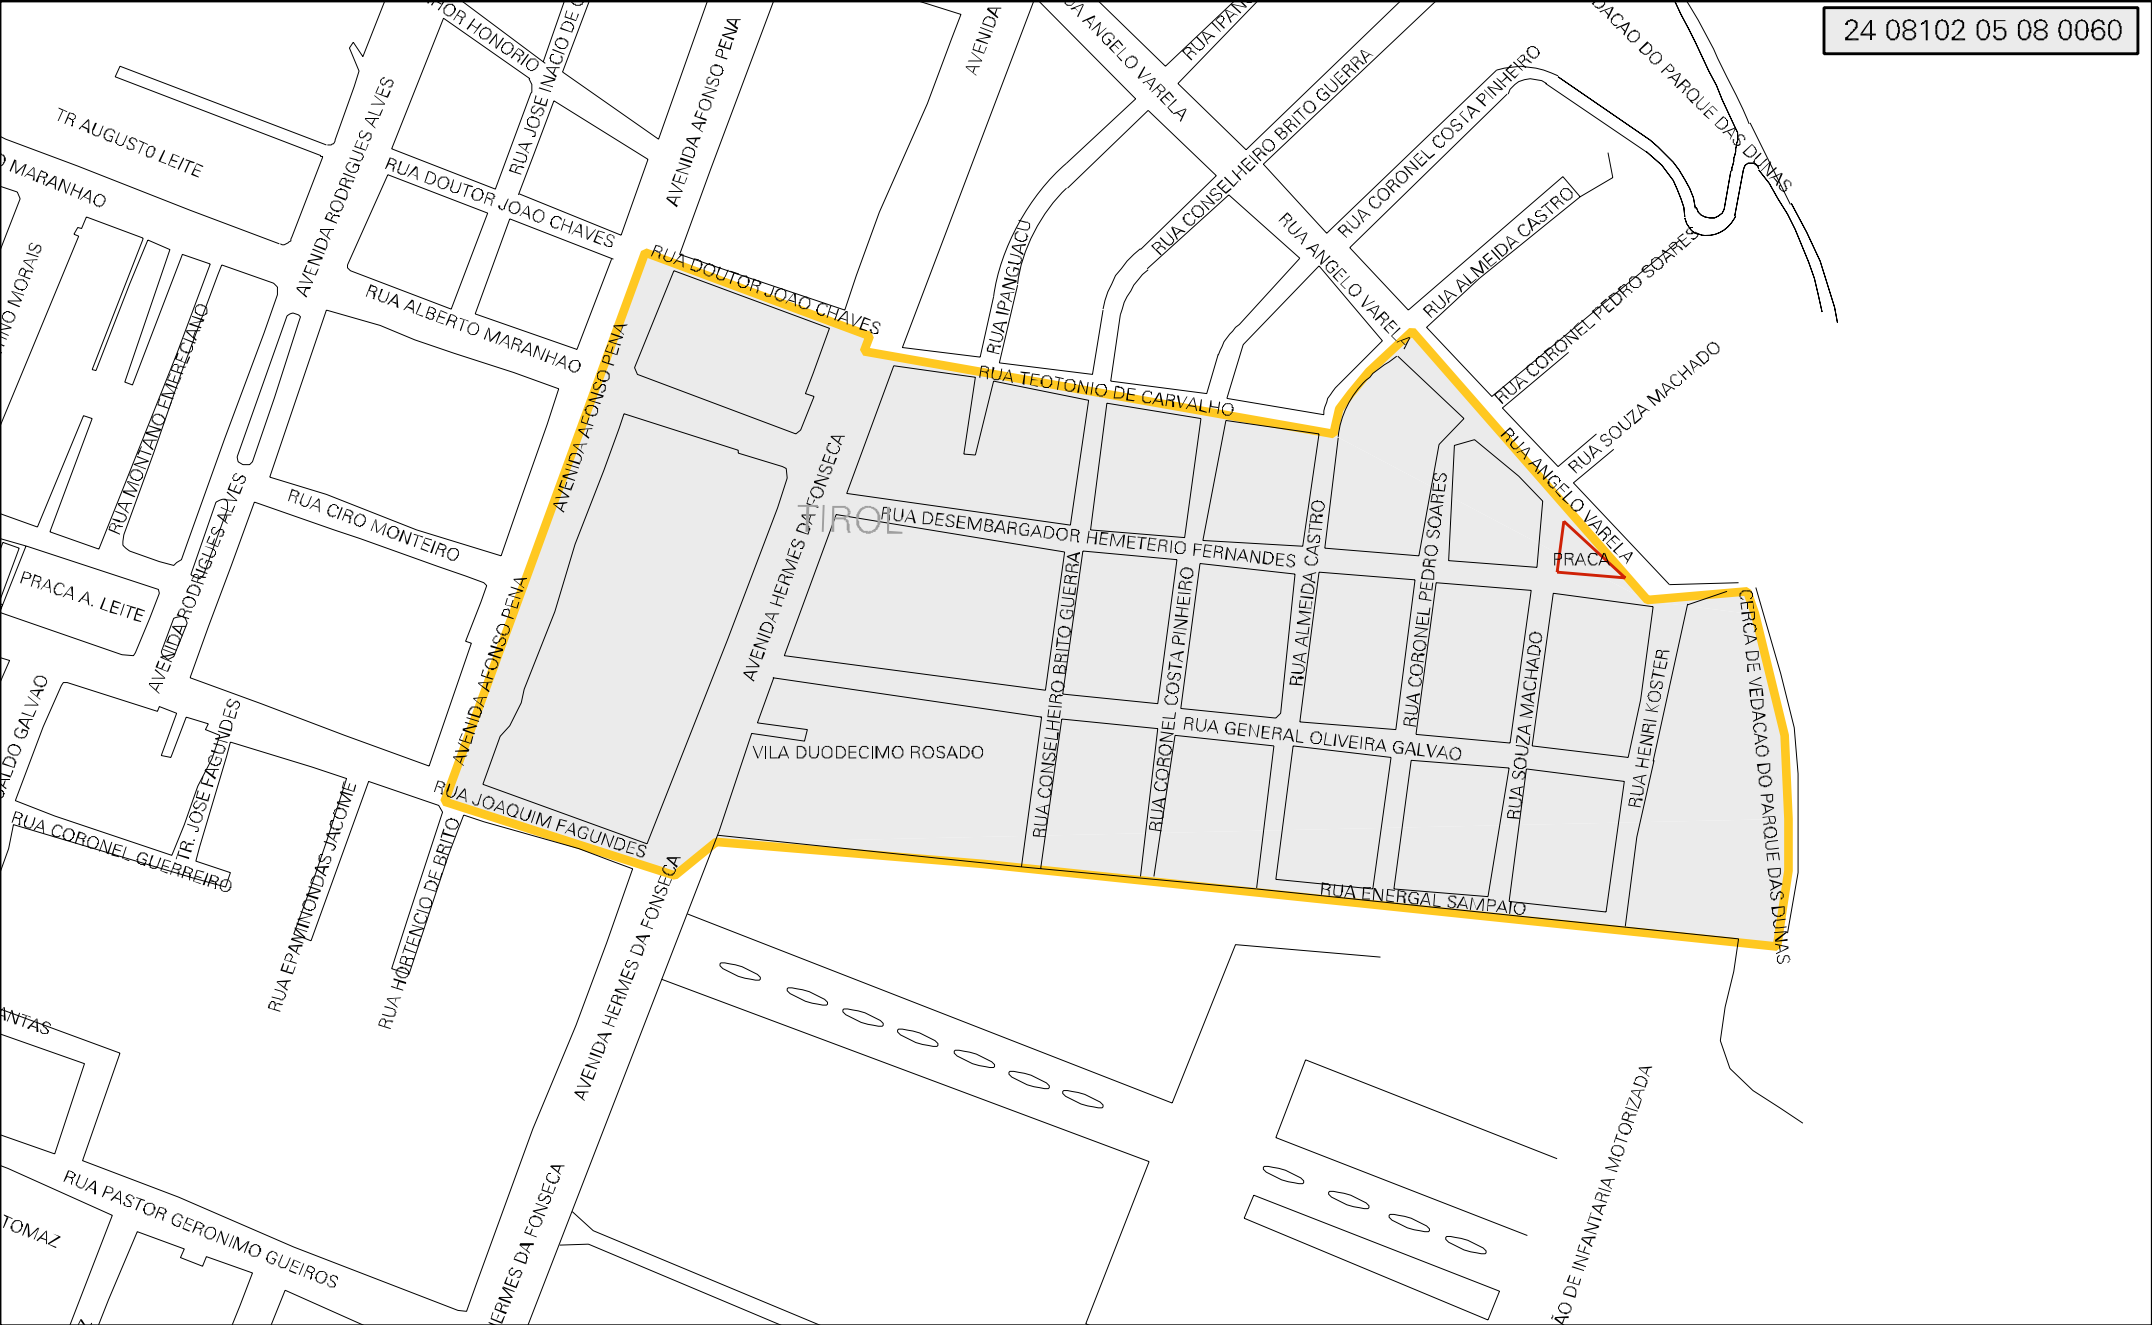 24 08102 05 08 0060
RUA JOSE INACIO DE
AVENIDA AFONSO PENA
AVENIDA
RUA ANGELO VARELA
RUA CONSELHEIRO BRITO GUERRA
RUA CORONEL COSTA PINHEIRO
DACAO DO PARQUE DAS DUNAS
TR AUGUSTO LEITE
AVENIDA RODRIGUES ALVES
RUA DOUTOR JOAO CHAVES
MARANHAO
RUA ALBERTO MARANHAO
RUA IPANGUACU
RUA ANGELO VARELA
RUA ALMEIDA CASTRO
RUA CORONEL PEDRO SOARES
RUA SOUZA MACHADO
RUA DOUTOR JOAO CHAVES
RUA TEOTONIO DE CARVALHO
RUA MONTANO EMERECIANO
AVENIDA AFONSO PENA
AVENIDA HERMES DA FONSECA
TIROL
RUA DESEMBARGADOR HEMETERIO FERNANDES
RUA ANGELO VARELA
PRACA
RUA CIRO MONTEIRO
AVENIDA RODRIGUES ALVES
PRACA A. LEITE
AVENIDA AFONSO PENA
RUA CONSELHEIRO BRITO GUERRA
RUA CORONEL COSTA PINHEIRO
RUA ALMEIDA CASTRO
RUA CORONEL PEDRO SOARES
RUA SOUZA MACHADO
RUA HENRI KOSTER
CERCA DE VEDACAO DO PARQUE DAS DUNAS
RUA GENERAL OLIVEIRA GALVAO
VILA DUODECIMO ROSADO
RUA JOAQUIM FAGUNDES
TR. JOSE FAGUNDES
RUA CORONEL GUERREIRO
RUA EPAMINONDAS JACOME
RUA HORTENCIO DE BRITO
RUA ENERGAL SAMPAIO
AVENIDA HERMES DA FONSECA
RUA PASTOR GERONIMO GUEIROS
TOMAZ
HERMES DA FONSECA
ÃO DE INFANTARIA MOTORIZADA